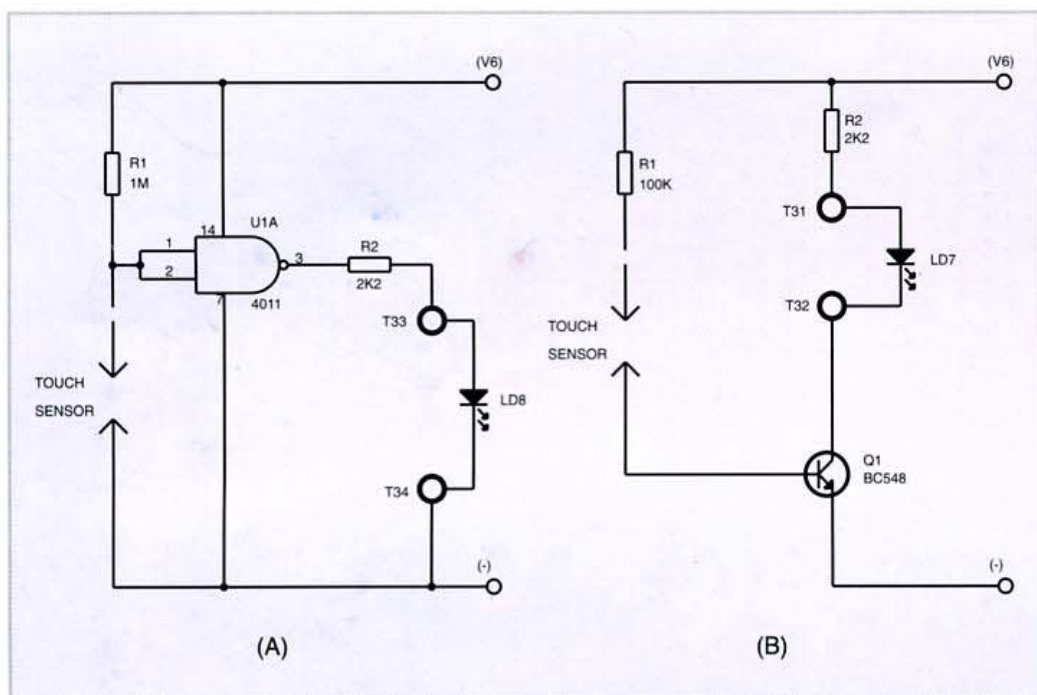 (V6)
R1
1M
U1A
14
1
2
3
7
4011
R2
2K2
T33
TOUCH
SENSOR
LD8
T34
(-)
(A)
(V6)
R2
2K2
R1
100K
T31
LD7
T32
TOUCH
SENSOR
Q1
BC548
(-)
(B)